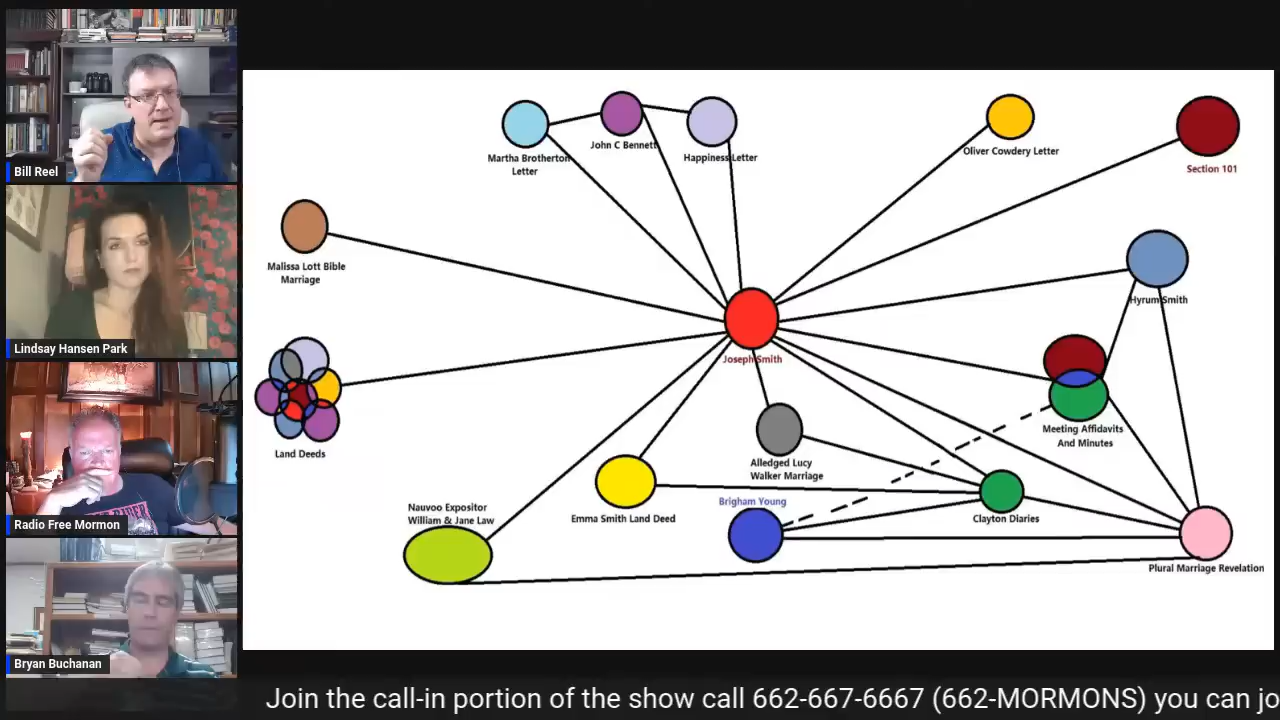 Bill Reel
Lindsay Hansen Park
Radio Free Mormon
Bryan Buchanan
Martha Brotherton
Letter
John C Bennett
Happiness Letter
Oliver Cowdery Letter
Section 101
Malissa Lott Bible
Marriage
Hyrum Smith
Joseph Smith
Land Deeds
Meeting Affidavits
And Minutes
Alledged Lucy
Walker Marriage
Emma Smith Land Deed
Brigham Young
Clayton Diaries
Nauvoo Expositor
William & Jane Law
Plural Marriage Revelation
Join the call-in portion of the show call 662-667-6667 (662-MORMONS) you can jo